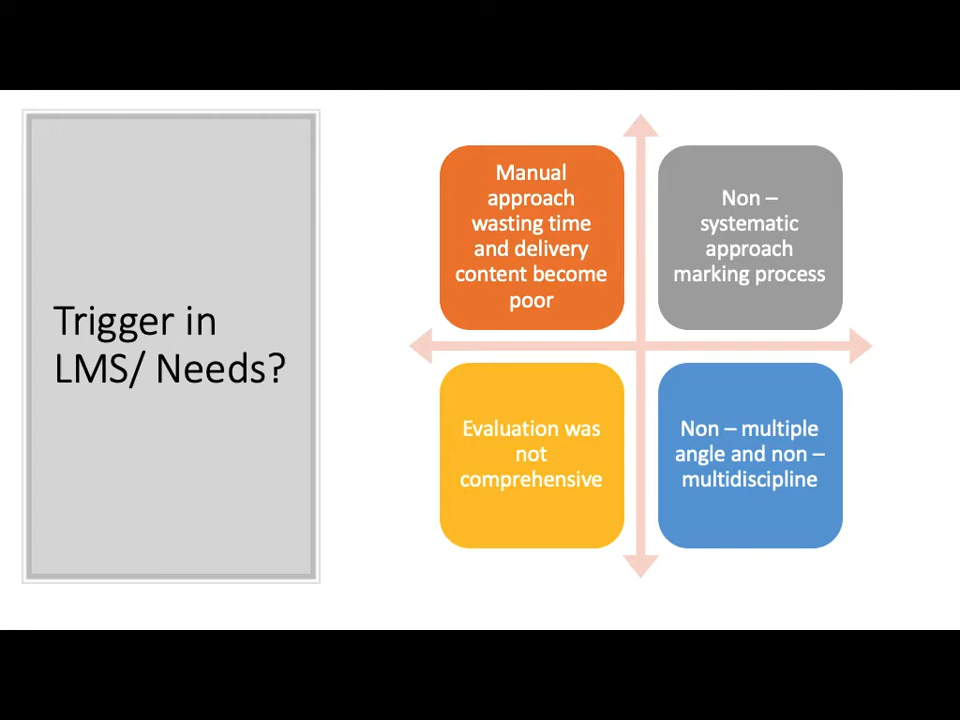 Trigger in
LMS/ Needs?
Manual
approach
wasting time
and delivery
content become
poor
Non –
systematic
approach
marking process
Evaluation was
not
comprehensive
Non – multiple
angle and non –
multidiscipline